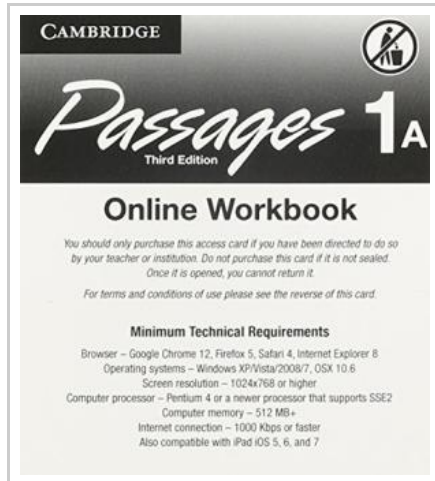 CAMBRIDGE
Passages 1A
Third Edition
Online Workbook
You should only purchase this access card if you have been directed to do so
by your teacher or institution. Do not purchase this card if it is not sealed.
Once it is opened, you cannot return it.
For terms and conditions of use please see the reverse of this card.
Minimum Technical Requirements
Browser – Google Chrome 12, Firefox 5, Safari 4, Internet Explorer 8
Operating systems – Windows XP/Vista/2008/7, OSX 10.6
Screen resolution – 1024x768 or higher
Computer processor – Pentium 4 or a newer processor that supports SSE2
Computer memory – 512 MB+
Internet connection – 1000 Kbps or faster
Also compatible with iPad iOS 5, 6, and 7